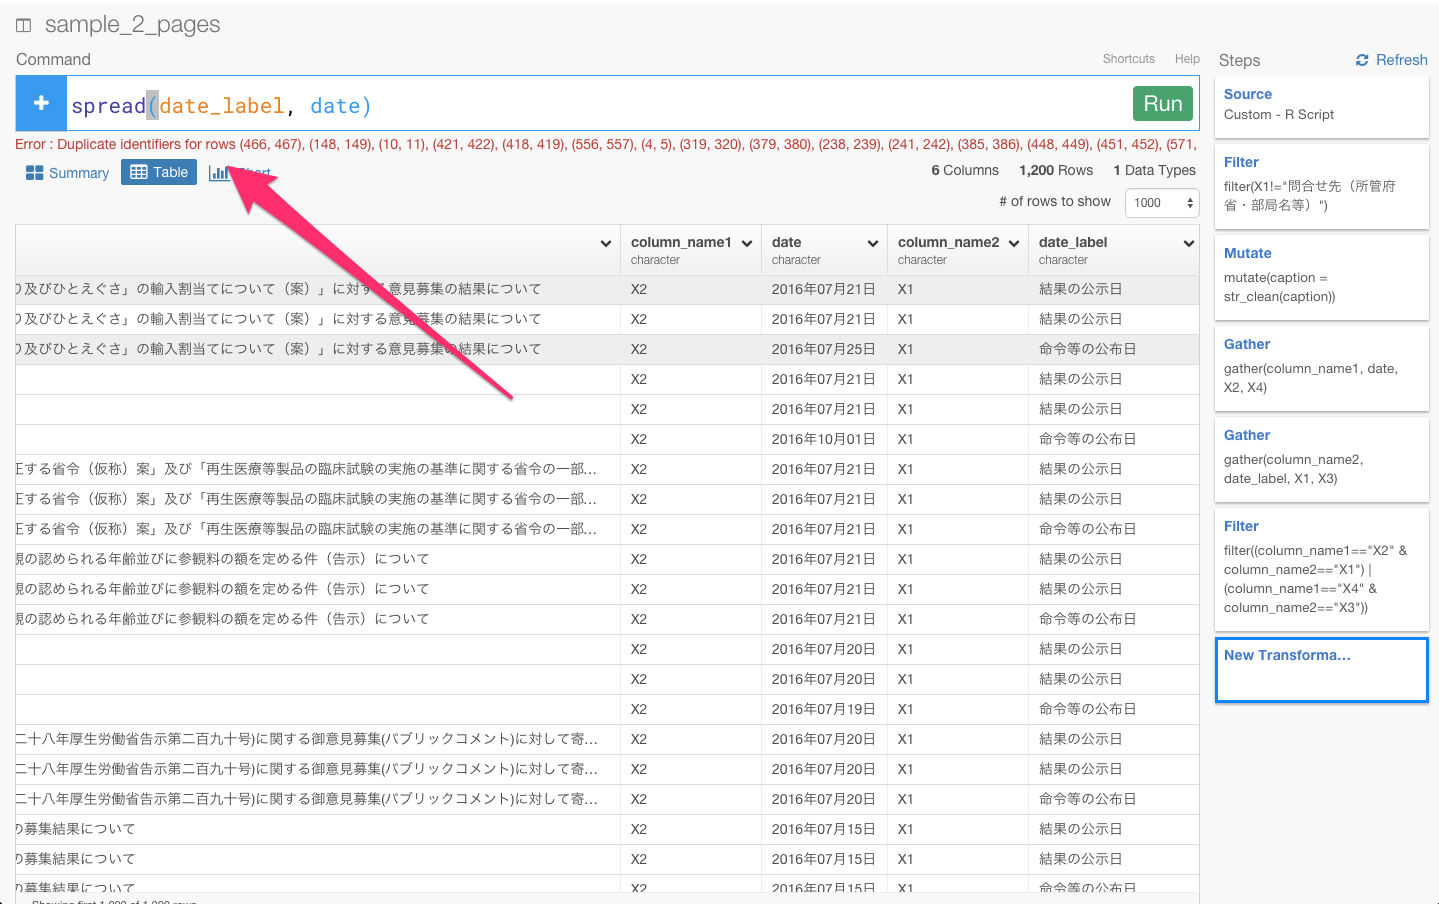 sample_2_pages
Command
Shortcuts Help
+ spread(date_label, date) Run
Error : Duplicate identifiers for rows (466, 467), (148, 149), (10, 11), (421, 422), (418, 419), (556, 557), (4, 5), (319, 320), (379, 380), (238, 239), (241, 242), (385, 386), (448, 449), (451, 452), (571,
Summary Table
6 Columns 1,200 Rows 1 Data Types
# of rows to show 1000
column_name1 date column_name2 date_label
character character character character
り及びひとえぐさ」の輸入割当てについて（案）」に対する意見募集の結果について X2 2016年07月21日 X1 結果の公示日
り及びひとえぐさ」の輸入割当てについて（案）」に対する意見募集の結果について X2 2016年07月21日 X1 結果の公示日
り及びひとえぐさ」の輸入割当てについて（案）」に対する意見募集の結果について X2 2016年07月25日 X1 命令等の公布日
X2 2016年07月21日 X1 結果の公示日
X2 2016年07月21日 X1 結果の公示日
X2 2016年10月01日 X1 命令等の公布日
正する省令（仮称）案」及び「再生医療等製品の臨床試験の実施の基準に関する省令の一部... X2 2016年07月21日 X1 結果の公示日
正する省令（仮称）案」及び「再生医療等製品の臨床試験の実施の基準に関する省令の一部... X2 2016年07月21日 X1 結果の公示日
正する省令（仮称）案」及び「再生医療等製品の臨床試験の実施の基準に関する省令の一部... X2 2016年07月21日 X1 命令等の公布日
観の認められる年齢並びに参観料の額を定める件（告示）について X2 2016年07月21日 X1 結果の公示日
観の認められる年齢並びに参観料の額を定める件（告示）について X2 2016年07月21日 X1 結果の公示日
観の認められる年齢並びに参観料の額を定める件（告示）について X2 2016年07月21日 X1 命令等の公布日
X2 2016年07月20日 X1 結果の公示日
X2 2016年07月20日 X1 結果の公示日
X2 2016年07月19日 X1 命令等の公布日
二十八年厚生労働省告示第二百九十号)に関する御意見募集(パブリックコメント)に対して寄... X2 2016年07月20日 X1 結果の公示日
二十八年厚生労働省告示第二百九十号)に関する御意見募集(パブリックコメント)に対して寄... X2 2016年07月20日 X1 結果の公示日
二十八年厚生労働省告示第二百九十号)に関する御意見募集(パブリックコメント)に対して寄... X2 2016年07月20日 X1 命令等の公布日
の募集結果について X2 2016年07月15日 X1 結果の公示日
の募集結果について X2 2016年07月15日 X1 結果の公示日
の募集結果について X2 2016年07月15日 X1 命令等の公布日
Steps Refresh
Source
Custom - R Script
Filter
filter(X1!="問合せ先（所管府
省・部局名等）")
Mutate
mutate(caption =
str_clean(caption))
Gather
gather(column_name1, date,
X2, X4)
Gather
gather(column_name2,
date_label, X1, X3)
Filter
filter((column_name1=="X2" &
column_name2=="X1") |
(column_name1=="X4" &
column_name2=="X3"))
New Transforma...